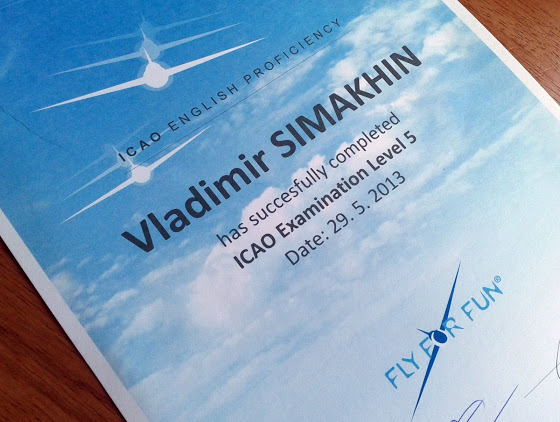 ICAO ENGLISH PROFICIENCY
Vladimir SIMAKHIN
has succesfully completed
ICAO Examination Level 5
Date: 29. 5. 2013
FLY FOR FUN®